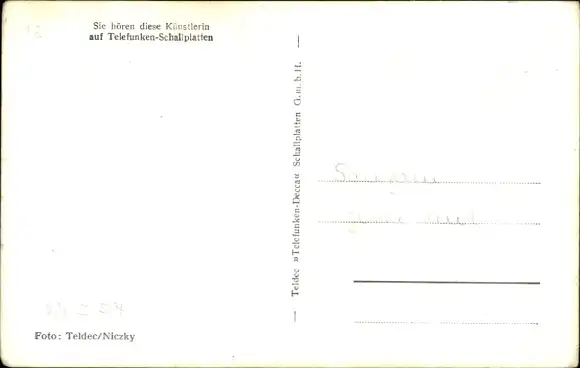 Sie hören diese Künstlerin
auf Telefunken-Schallplatten
Teldec »Telefunken-Decca« Schallplatten G.m.b.H.
Foto: Teldec/Niczky